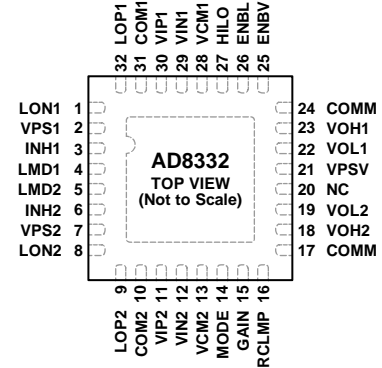 32 LOP1
31 COM1
30 VIP1
29 VIN1
28 VCM1
27 HILO
26 ENBL
25 ENBV
LON1 1
VPS1 2
INH1 3
LMD1 4
LMD2 5
INH2 6
VPS2 7
LON2 8
AD8332
TOP VIEW
(Not to Scale)
24 COMM
23 VOH1
22 VOL1
21 VPSV
20 NC
19 VOL2
18 VOH2
17 COMM
LOP2 9
COM2 10
VIP2 11
VIN2 12
VCM2 13
MODE 14
GAIN 15
RCLMP 16